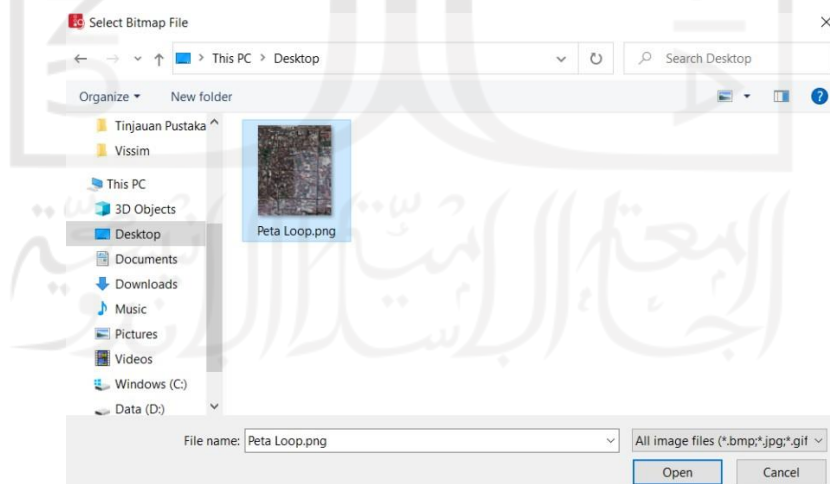 Select Bitmap File
This PC > Desktop
Search Desktop
Organize
New folder
Tinjauan Pustaka
Vissim
This PC
3D Objects
Desktop
Documents
Downloads
Music
Pictures
Videos
Windows (C:)
Data (D:)
Peta Loop.png
File name: Peta Loop.png
All image files (*.bmp;*.jpg;*.gif
Open
Cancel